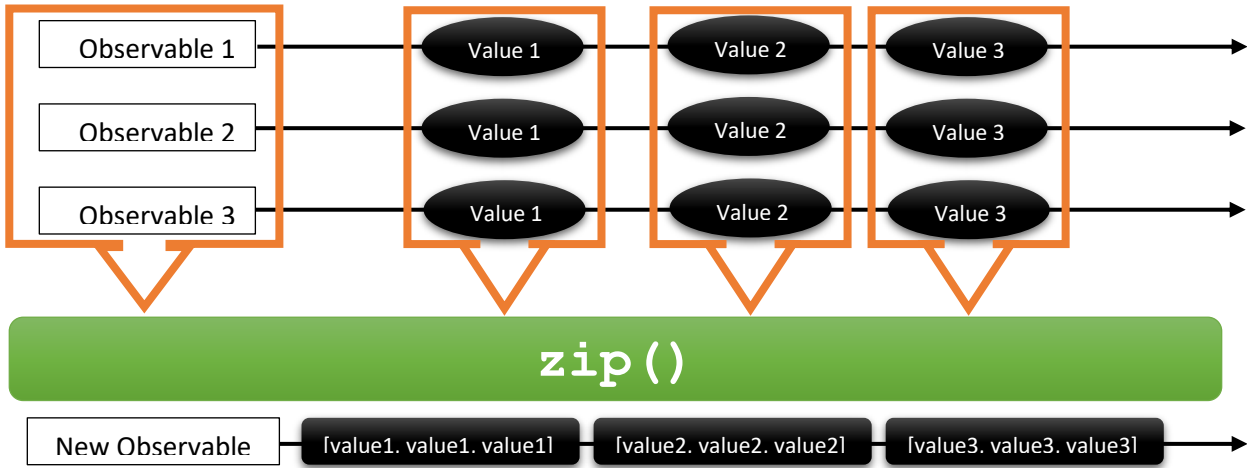 Observable 1 Value 1 Value 2 Value 3
Observable 2 Value 1 Value 2 Value 3
Observable 3 Value 1 Value 2 Value 3
zip()
New Observable [value1. value1. value1] [value2. value2. value2] [value3. value3. value3]